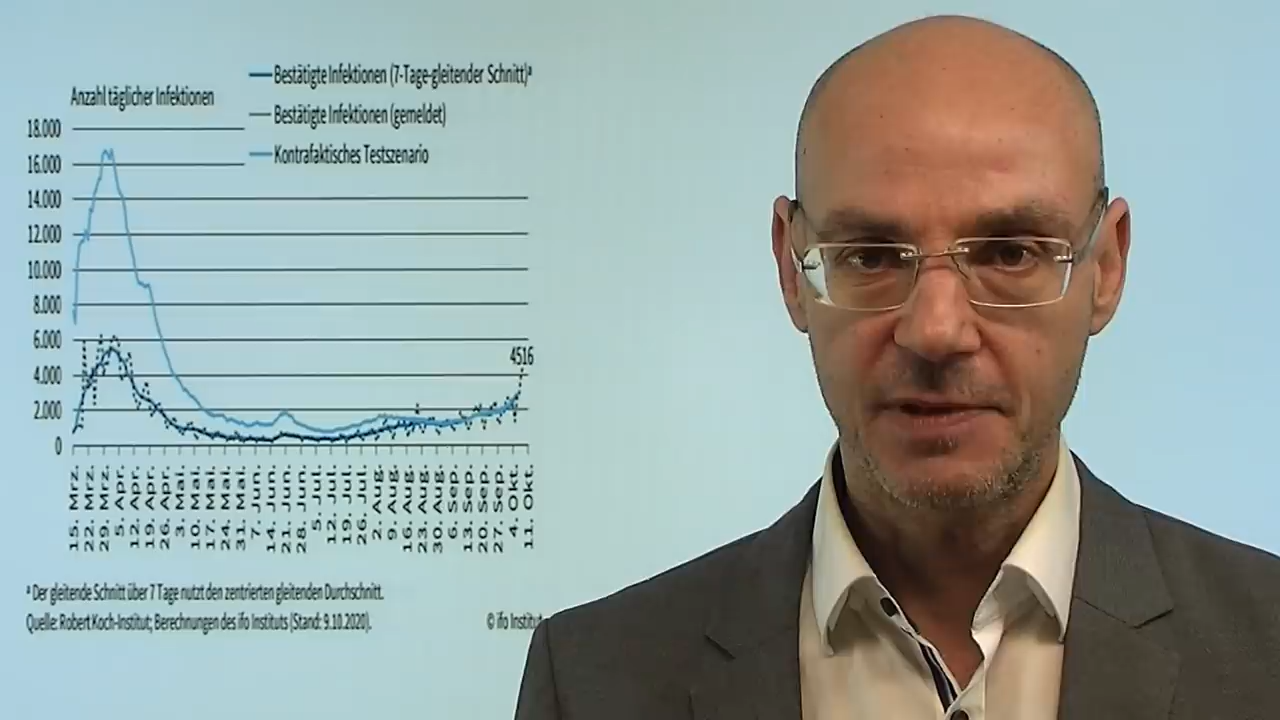 Bestätigte Infektionen (7-Tage-gleitender Schnitt)ª
Anzahl täglicher Infektionen
Bestätigte Infektionen (gemeldet)
Kontrafaktisches Testszenario
18.000
16.000
14.000
12.000
10.000
8.000
6.000
4.000
2.000
0
4516
15. Mrz.
22. Mrz.
29. Mrz.
5. Apr.
12. Apr.
19. Apr.
26. Apr.
3. Mai.
10. Mai.
17. Mai.
24. Mai.
31. Mai.
7. Jun.
14. Jun.
21. Jun.
28. Jun.
5. Jul.
12. Jul.
19. Jul.
26. Jul.
2. Aug.
9. Aug.
16. Aug.
23. Aug.
30. Aug.
6. Sep.
13. Sep.
20. Sep.
27. Sep.
4. Okt.
11. Okt.
ª Der gleitende Schnitt über 7 Tage nutzt den zentrierten gleitenden Durchschnitt.
Quelle: Robert Koch-Institut; Berechnungen des ifo Instituts (Stand: 9.10.2020).
© ifo Institut